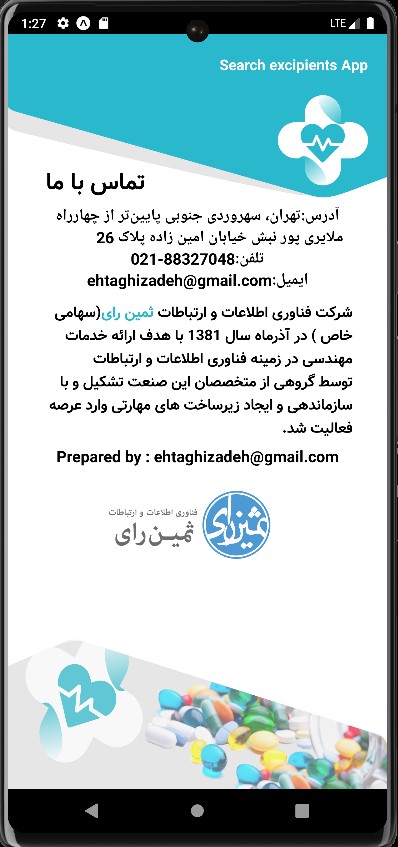 1:27
LTE
Search excipients App
تماس با ما
آدرس:تهران، سهروردی جنوبی پایین‌تر از چهارراه
ملایری پور نبش خیابان امین زاده پلاک 26
تلفن:88327048-021
ایمیل:ehtaghizadeh@gmail.com
شرکت فناوری اطلاعات و ارتباطات ثمین رای(سهامی
خاص ) در آذرماه سال 1381 با هدف ارائه خدمات
مهندسی در زمینه فناوری اطلاعات و ارتباطات
توسط گروهی از متخصصان این صنعت تشکیل و با
سازماندهی و ایجاد زیرساخت های مهارتی وارد عرصه
فعالیت شد.
Prepared by : ehtaghizadeh@gmail.com
ثمین رای
فناوری اطلاعات و ارتباطات
ثمین رای